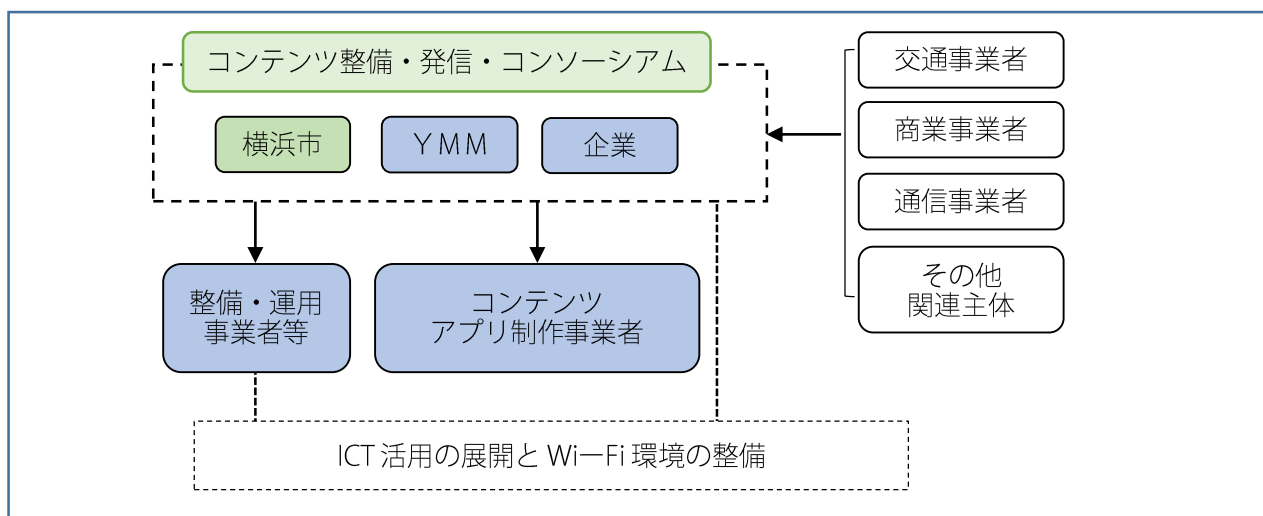 コンテンツ整備・発信・コンソーシアム
横浜市
ＹＭＭ
企業
交通事業者
商業事業者
通信事業者
その他
関連主体
整備・運用
事業者等
コンテンツ
アプリ制作事業者
ICT 活用の展開と Wi－Fi 環境の整備